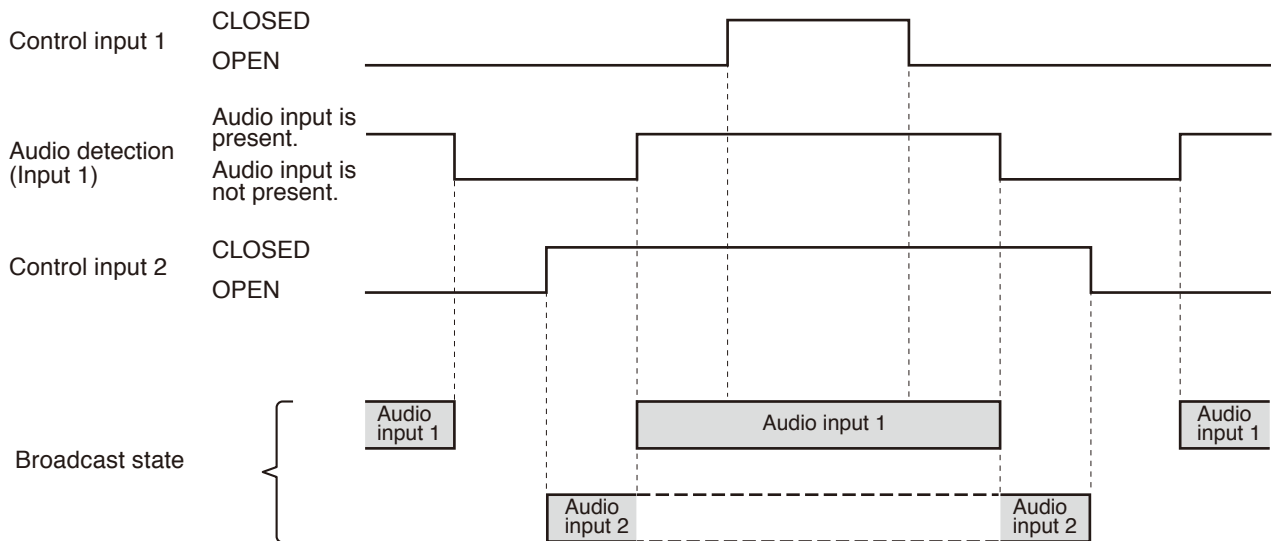 Control input 1
CLOSED
OPEN
Audio detection
(Input 1)
Audio input is
present.
Audio input is
not present.
Control input 2
CLOSED
OPEN
Broadcast state
Audio
input 1
Audio input 1
Audio
input 1
Audio
input 2
Audio
input 2